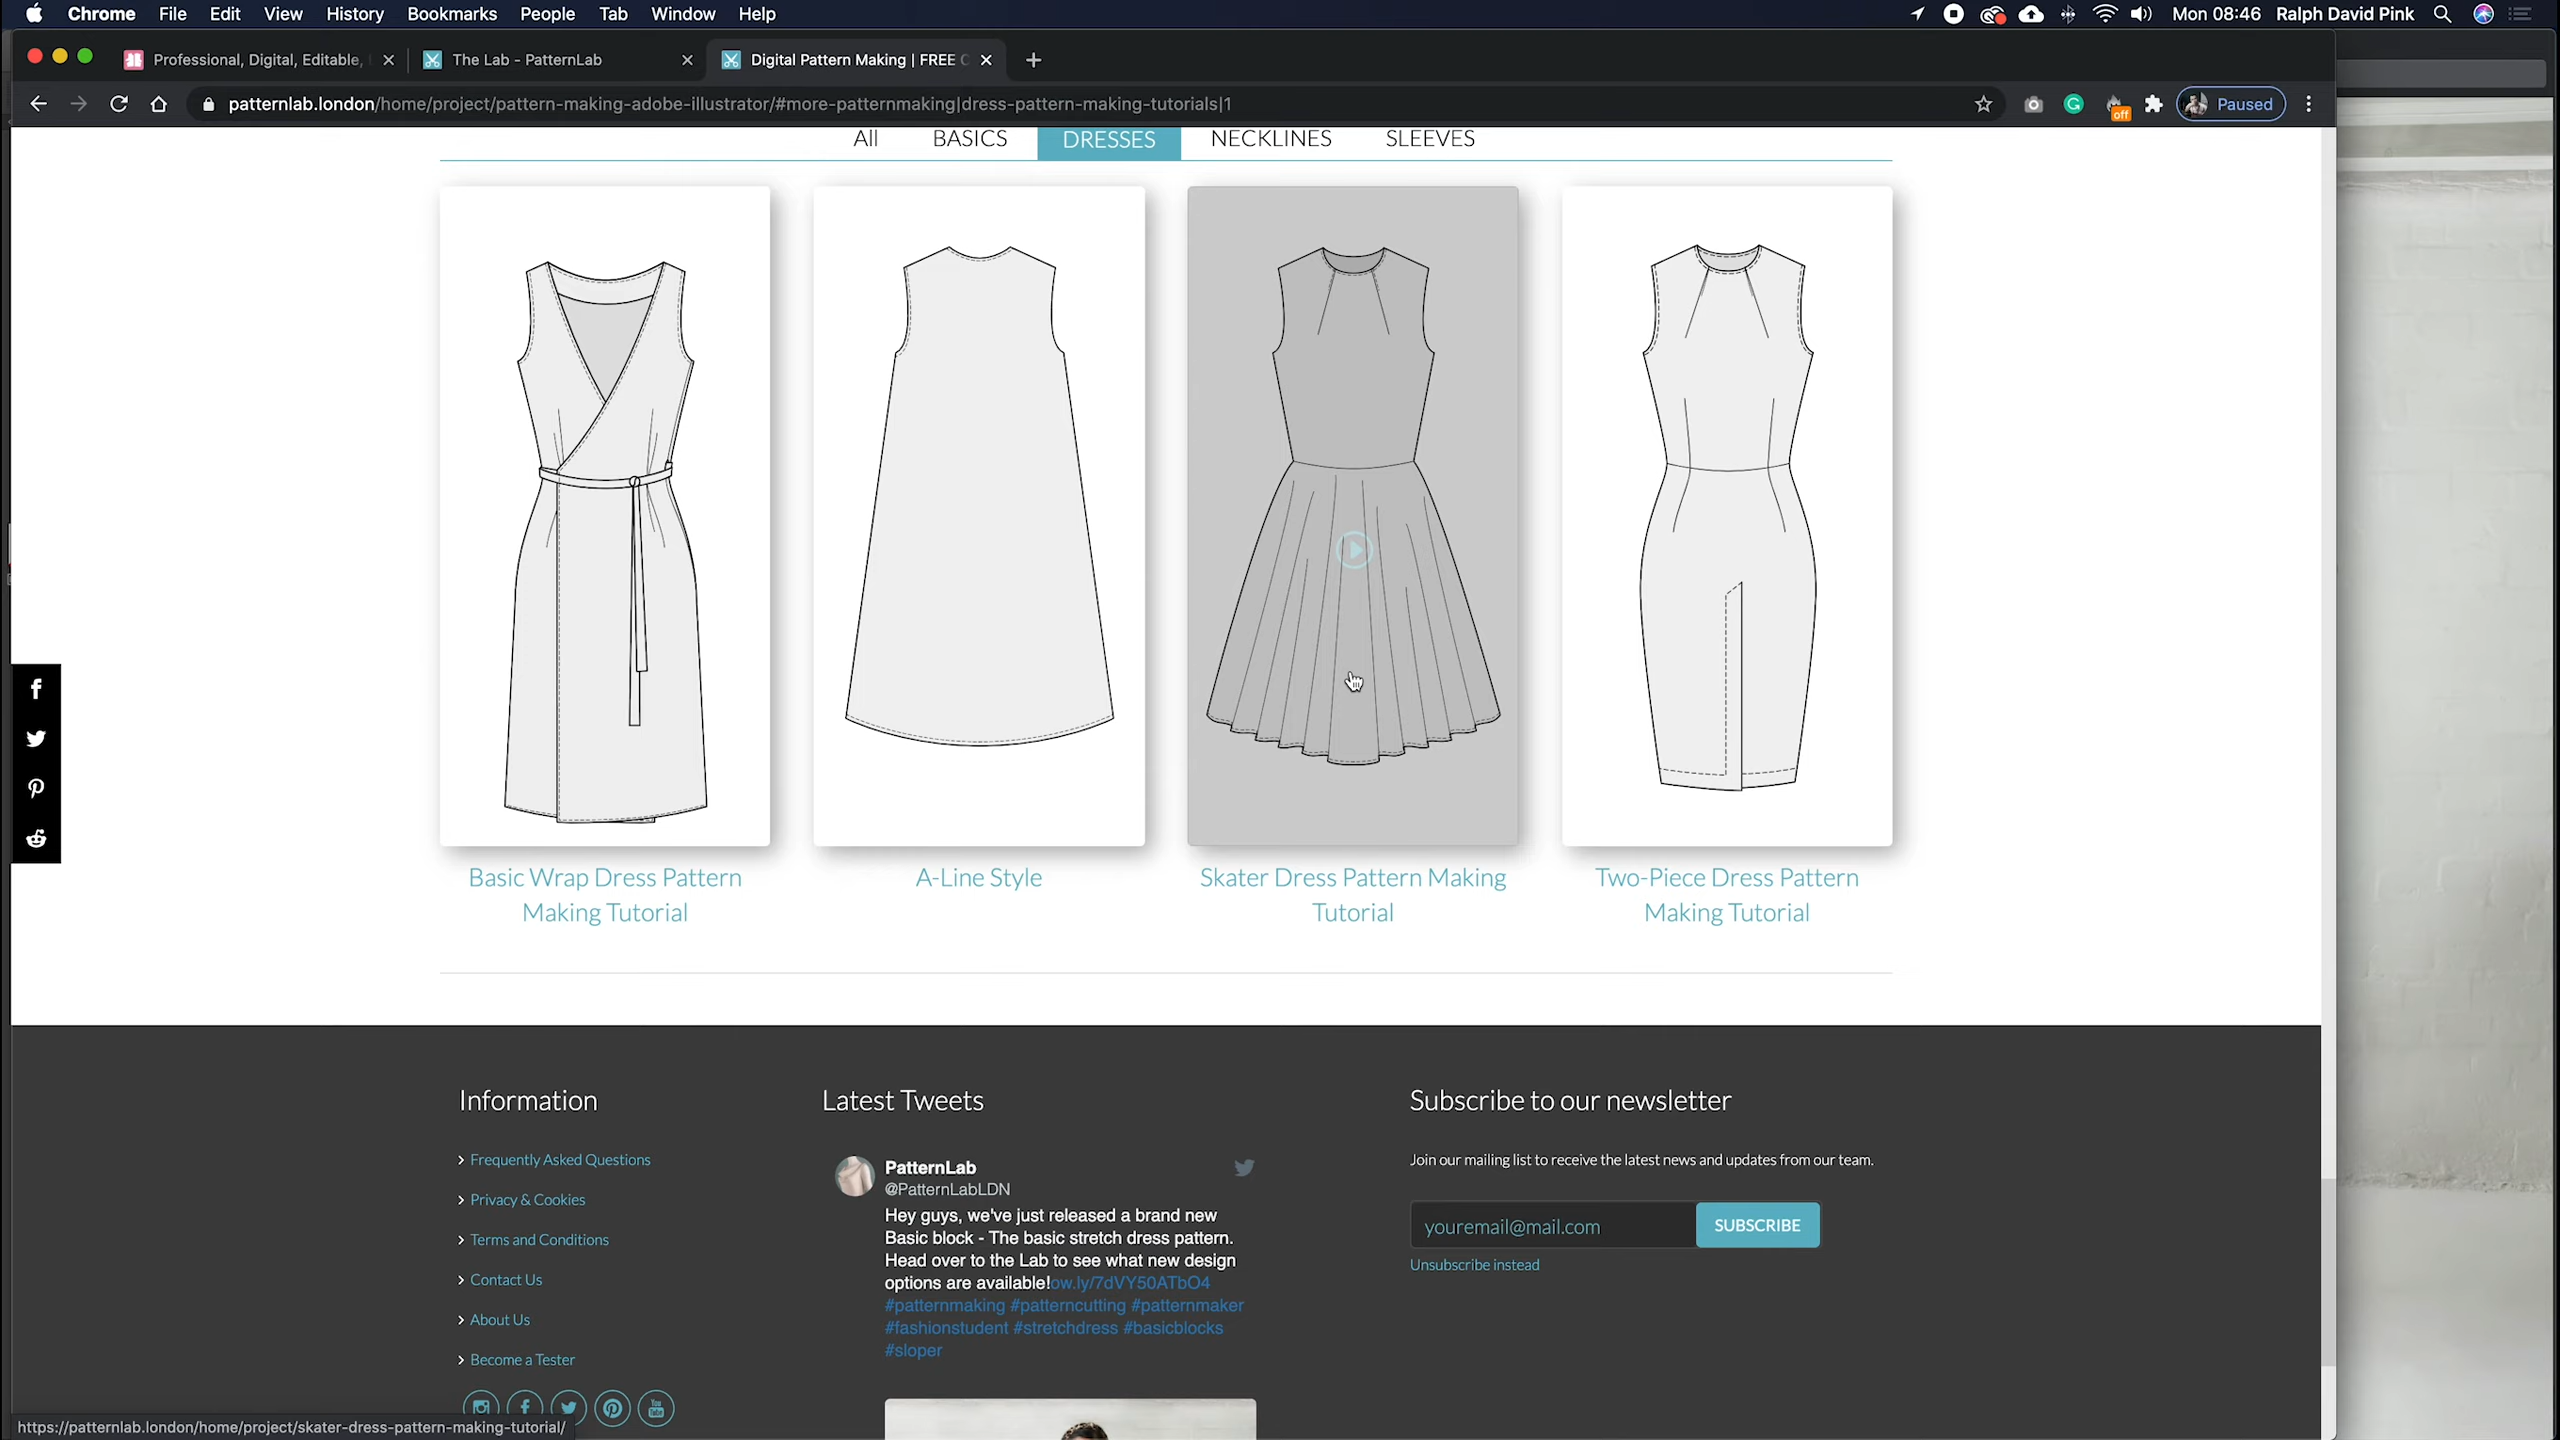 Chrome File Edit View History Bookmarks People Tab Window Help Mon 08:46 Ralph David Pink
Professional, Digital, Editable, The Lab - PatternLab Digital Pattern Making | FREE
patternlab.london/home/project/pattern-making-adobe-illustrator/#more-patternmaking|dress-pattern-making-tutorials|1 off Paused
All BASICS DRESSES NECKLINES SLEEVES
Basic Wrap Dress Pattern
Making Tutorial
A-Line Style
Skater Dress Pattern Making
Tutorial
Two-Piece Dress Pattern
Making Tutorial
Information
Frequently Asked Questions
Privacy & Cookies
Terms and Conditions
Contact Us
About Us
Become a Tester
Latest Tweets
PatternLab
@PatternLabLDN
Hey guys, we've just released a brand new
Basic block - The basic stretch dress pattern.
Head over to the Lab to see what new design
options are available!ow.ly/7dVY50ATbO4
#patternmaking #patterncutting #patternmaker
#fashionstudent #stretchdress #basicblocks
#sloper
Subscribe to our newsletter
Join our mailing list to receive the latest news and updates from our team.
youremail@mail.com SUBSCRIBE
Unsubscribe instead
https://patternlab.london/home/project/skater-dress-pattern-making-tutorial/